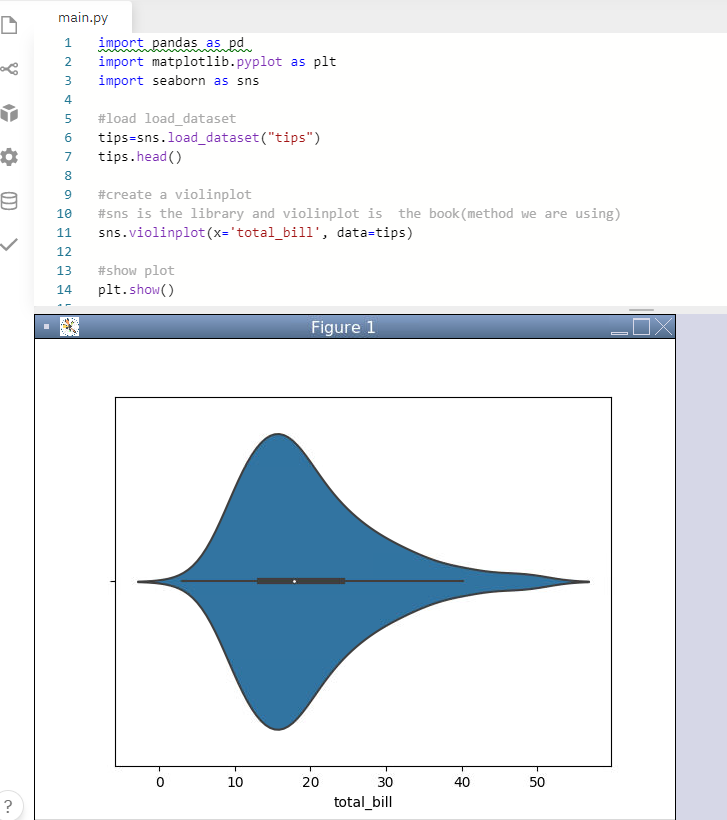 main.py
1 import pandas as pd
2 import matplotlib.pyplot as plt
3 import seaborn as sns
4
5 #load load_dataset
6 tips=sns.load_dataset("tips")
7 tips.head()
8
9 #create a violinplot
10 #sns is the library and violinplot is  the book(method we are using)
11 sns.violinplot(x='total_bill', data=tips)
12
13 #show plot
14 plt.show()
Figure 1
0 10 20 30 40 50
total_bill
?